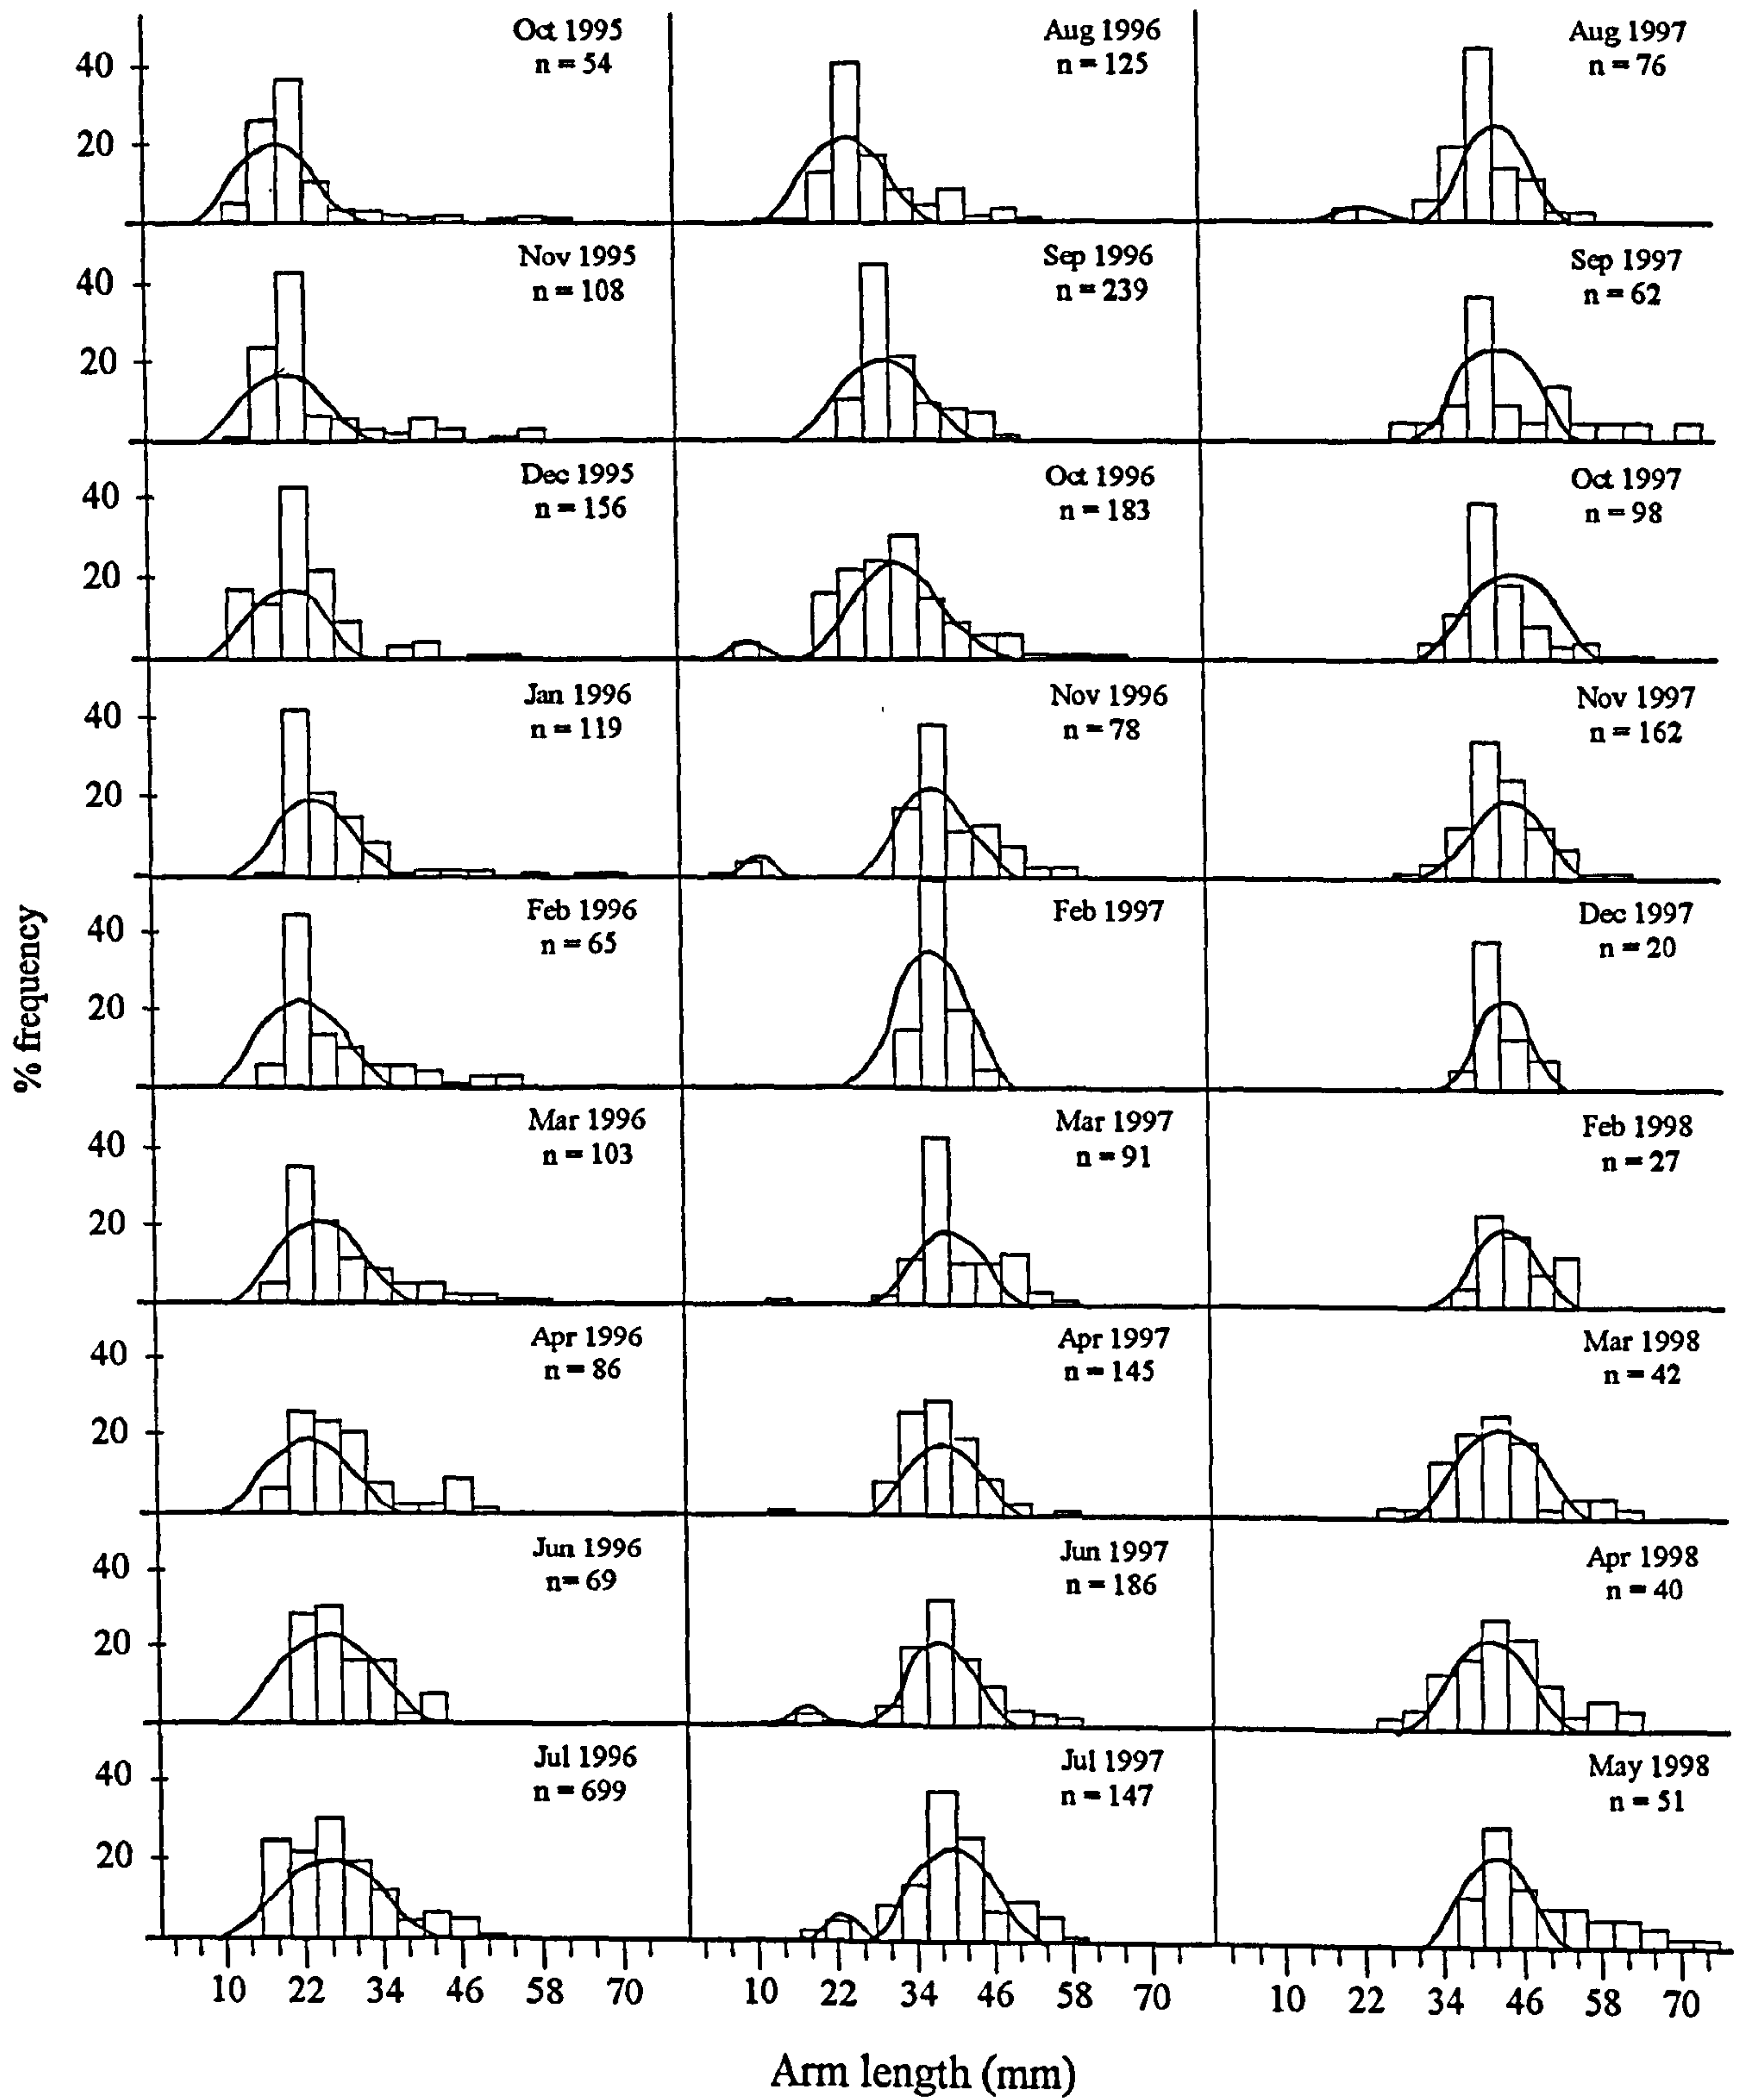 Oct 1995
n = 54
Aug 1996
n = 125
Aug 1997
n = 76
40
20
Nov 1995
n = 108
Sep 1996
n = 239
Sep 1997
n = 62
40
20
Dec 1995
n = 156
Oct 1996
n = 183
Oct 1997
n = 98
40
20
Jan 1996
n = 119
Nov 1996
n = 78
Nov 1997
n = 162
40
20
Feb 1996
n = 65
Feb 1997
Dec 1997
n = 20
40
20
Mar 1996
n = 103
Mar 1997
n = 91
Feb 1998
n = 27
40
20
Apr 1996
n = 86
Apr 1997
n = 145
Mar 1998
n = 42
40
20
Jun 1996
n= 69
Jun 1997
n = 186
Apr 1998
n = 40
40
20
Jul 1996
n = 699
Jul 1997
n = 147
May 1998
n = 51
40
20
% frequency
10 22 34 46 58 70 10 22 34 46 58 70 10 22 34 46 58 70
Arm length (mm)